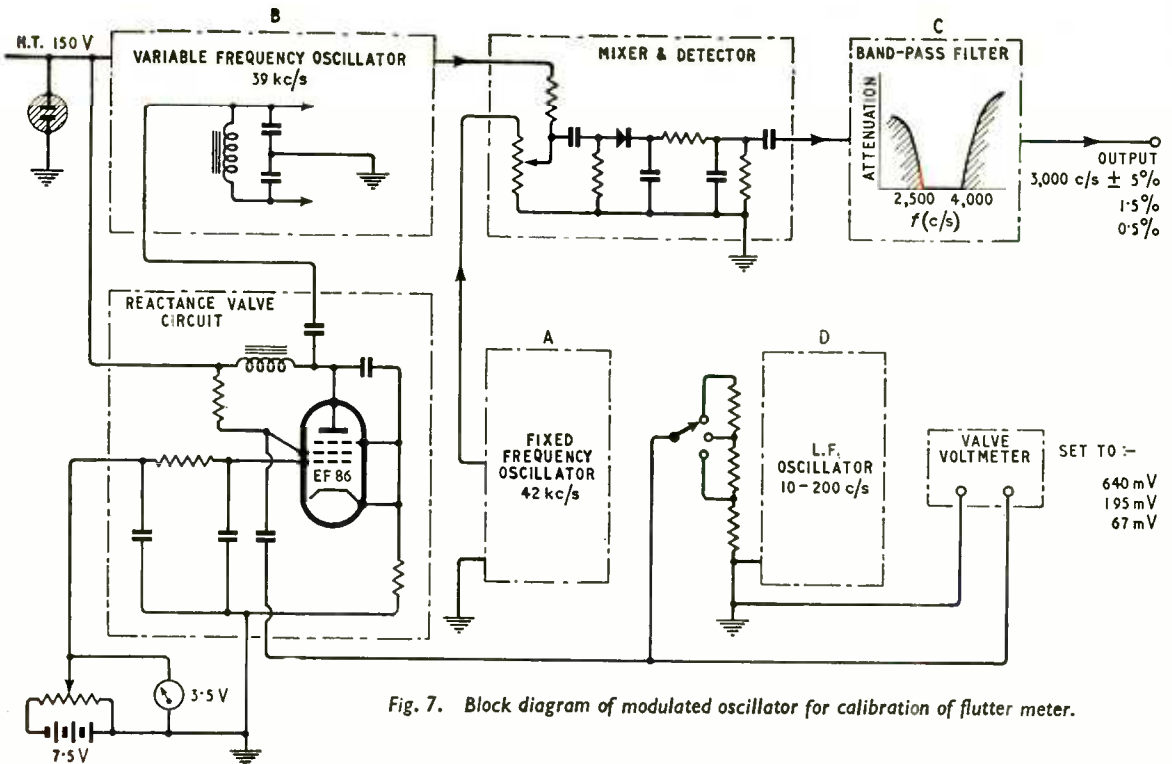 B
H.T. 150 V
VARIABLE FREQUENCY OSCILLATOR
39 kc/s
MIXER & DETECTOR
C
BAND-PASS FILTER
ATTENUATION
2,500 4,000
f (c/s)
OUTPUT
3,000 c/s ± 5%
1·5%
0·5%
REACTANCE VALVE
CIRCUIT
EF 86
A
FIXED
FREQUENCY
OSCILLATOR
42 kc/s
D
L.F.
OSCILLATOR
10-200 c/s
VALVE
VOLTMETER
SET TO :-
640 mV
195 mV
67 mV
3·5 V
7·5 V
Fig. 7. Block diagram of modulated oscillator for calibration of flutter meter.